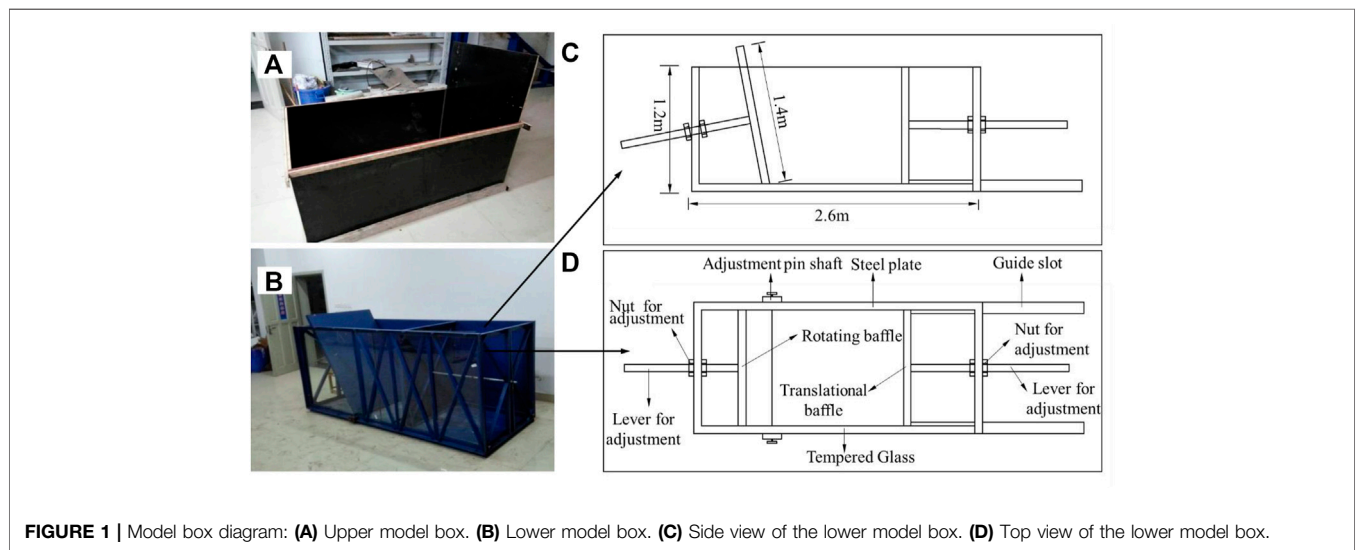 A
B
C
1.2m
1.4m
2.6m
D
Adjustment pin shaft
Steel plate
Guide slot
Nut for
adjustment
Rotating baffle
Nut for
adjustment
Translational
baffle
Lever for
adjustment
Lever for
adjustment
Tempered Glass
FIGURE 1 | Model box diagram: (A) Upper model box. (B) Lower model box. (C) Side view of the lower model box. (D) Top view of the lower model box.